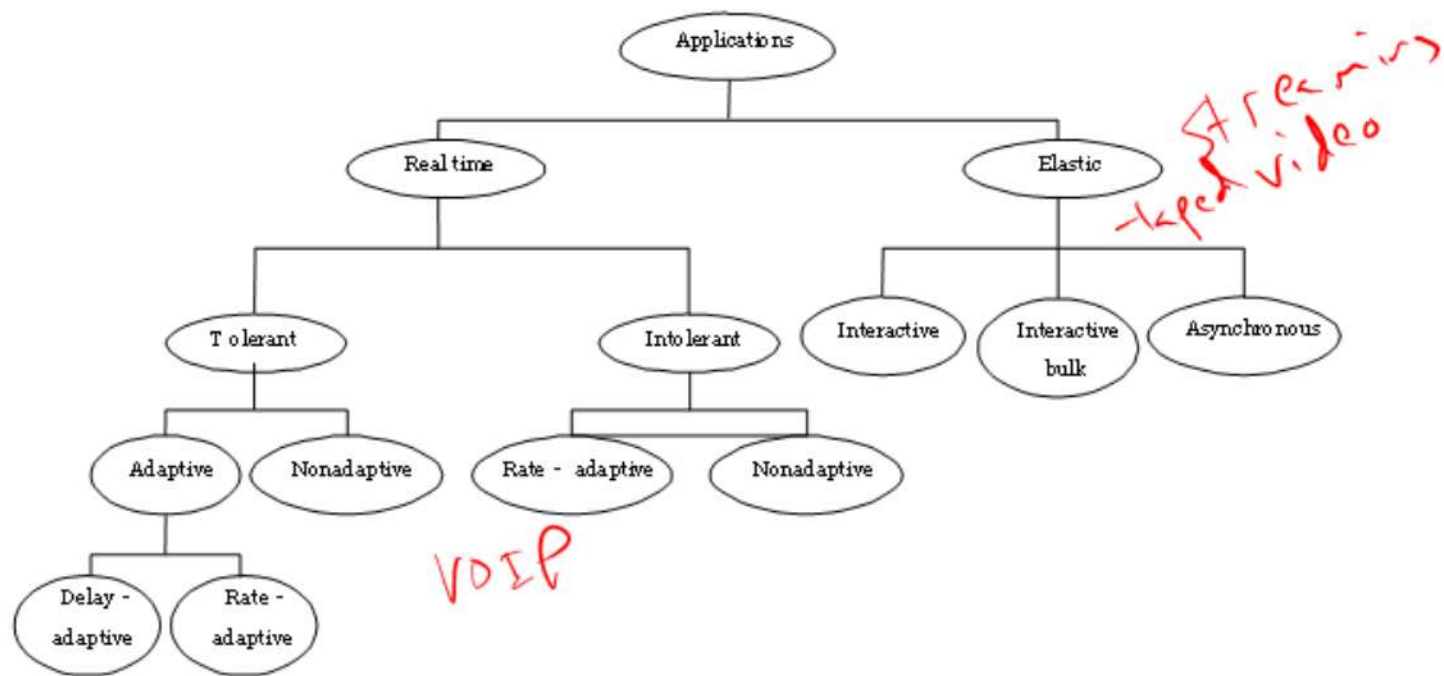 Applications
Streaming
taped video
Real time
Elastic
Tolerant
Intolerant
Interactive
Interactive
bulk
Asynchronous
Adaptive
Nonadaptive
Rate - adaptive
Nonadaptive
VOIP
Delay -
adaptive
Rate -
adaptive